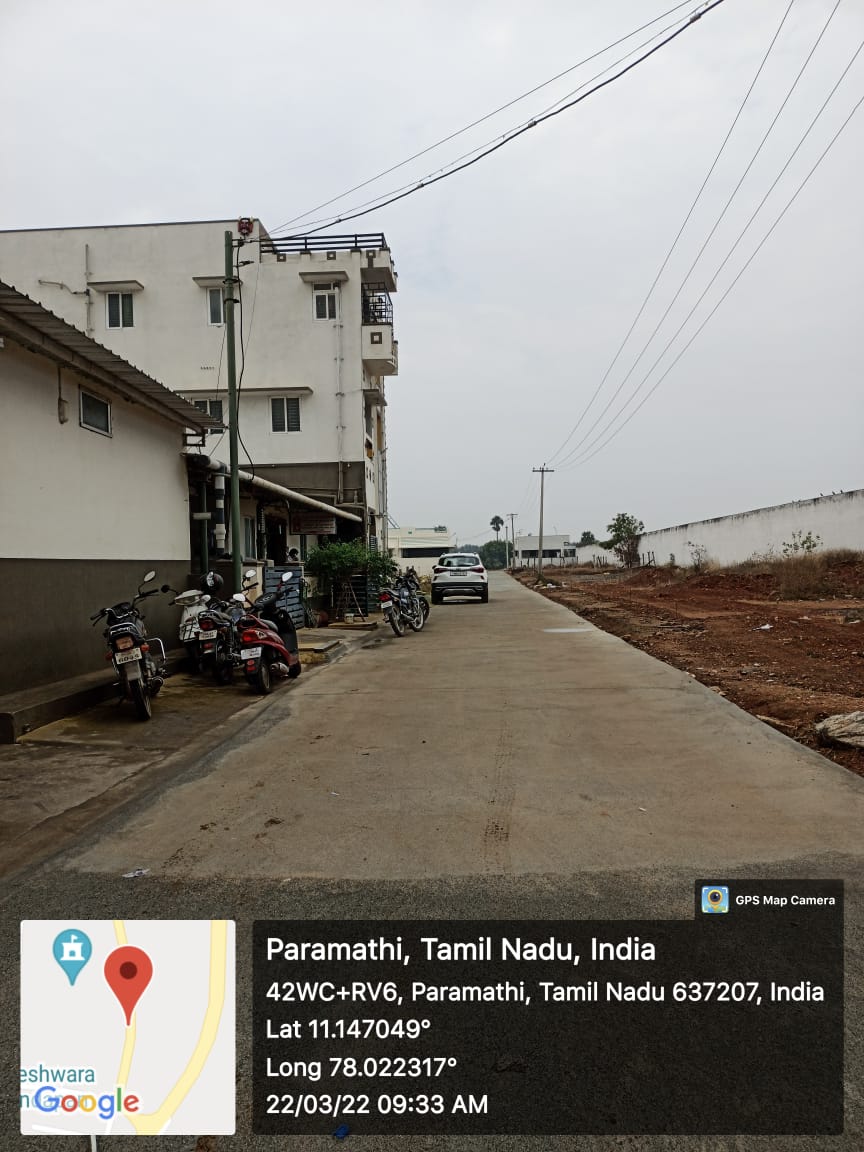 GPS Map Camera
eshwara
Google
Paramathi, Tamil Nadu, India
42WC+RV6, Paramathi, Tamil Nadu 637207, India
Lat 11.147049°
Long 78.022317°
22/03/22 09:33 AM